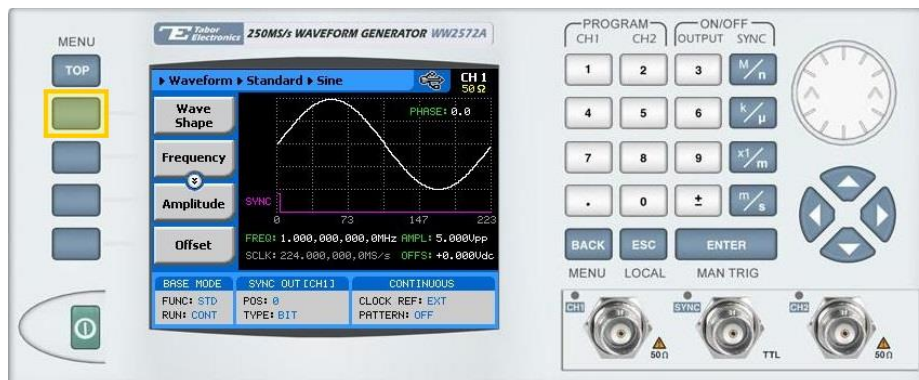 MENU
TOP
Tabor
Electronics
250MS/s WAVEFORM GENERATOR WW2572A
Waveform Standard Sine
CH 1
50 Ω
Wave
Shape
Frequency
Amplitude
Offset
PHASE: 0.0
SYNC
0 73 147 223
FREQ: 1.000,000,000,0MHz AMPL: 5.000Vpp
SCLK: 224.000,000,0MS/s OFFS: +0.000Vdc
BASE MODE
FUNC: STD
RUN: CONT
SYNC OUT [CH1]
POS: 0
TYPE: BIT
CONTINUOUS
CLOCK REF: EXT
PATTERN: OFF
PROGRAM ON/OFF
CH1 CH2 OUTPUT SYNC
1 2 3 M/n
4 5 6 k/µ
7 8 9 x1/m
. 0 ± m/s
BACK ESC ENTER
MENU LOCAL MAN TRIG
CH1 SYNC CH2
50Ω TTL 50Ω